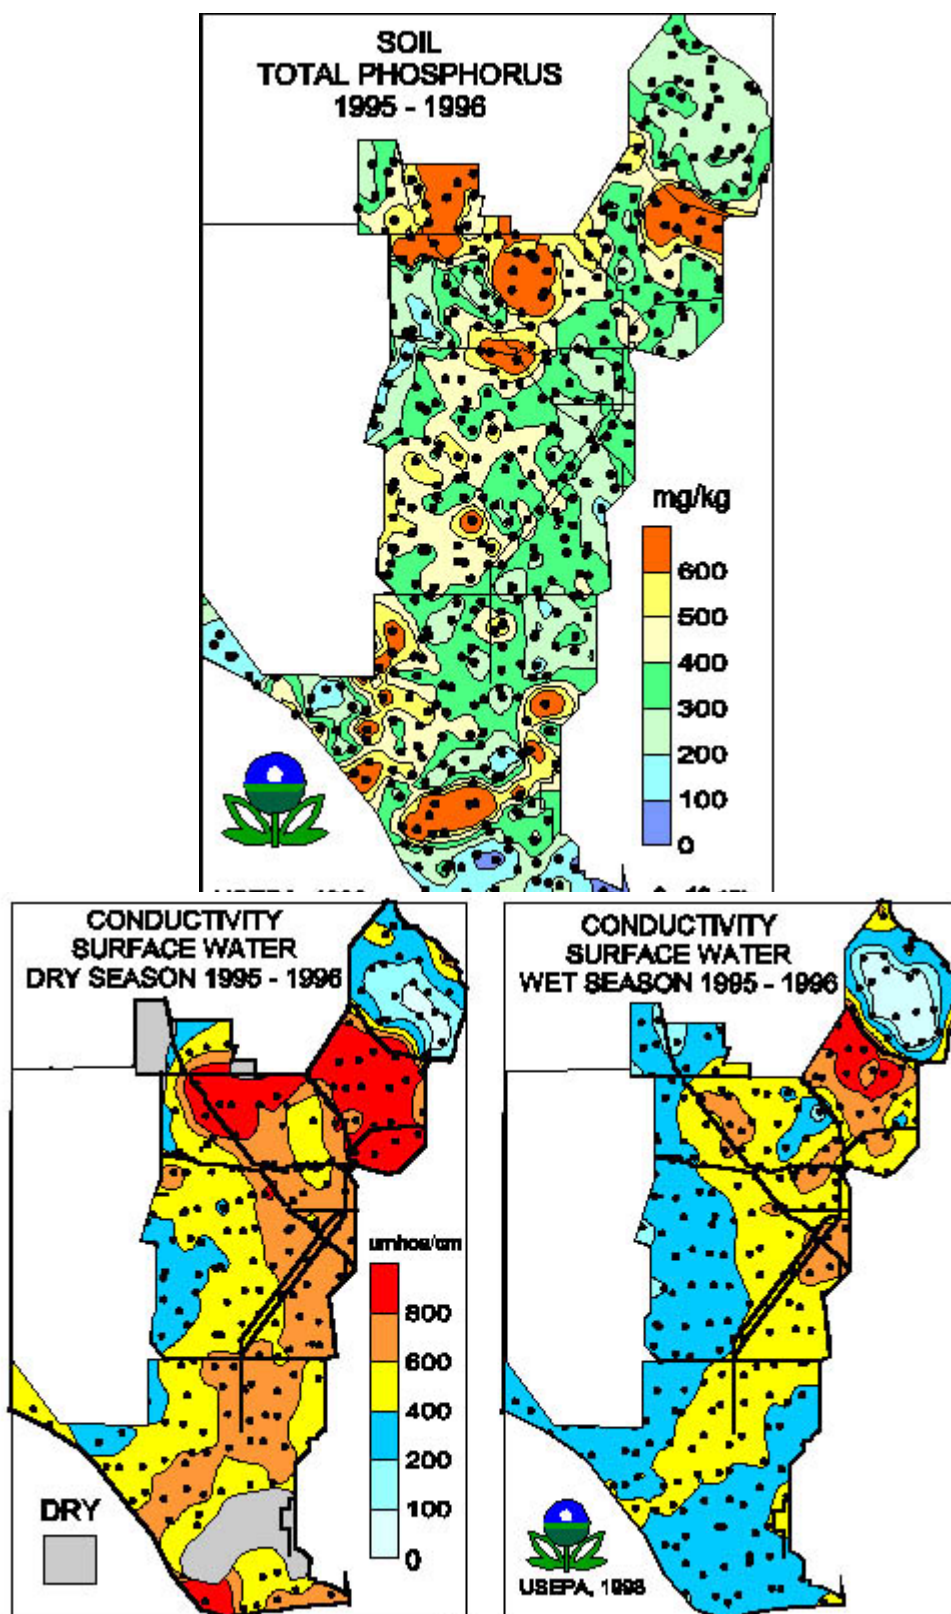 SOIL
TOTAL PHOSPHORUS
1995 - 1996
mg/kg
600
500
400
300
200
100
0
CONDUCTIVITY
SURFACE WATER
DRY SEASON 1995 - 1996
umhos/cm
800
600
400
200
100
0
DRY
CONDUCTIVITY
SURFACE WATER
WET SEASON 1995 - 1996
USEPA, 1998